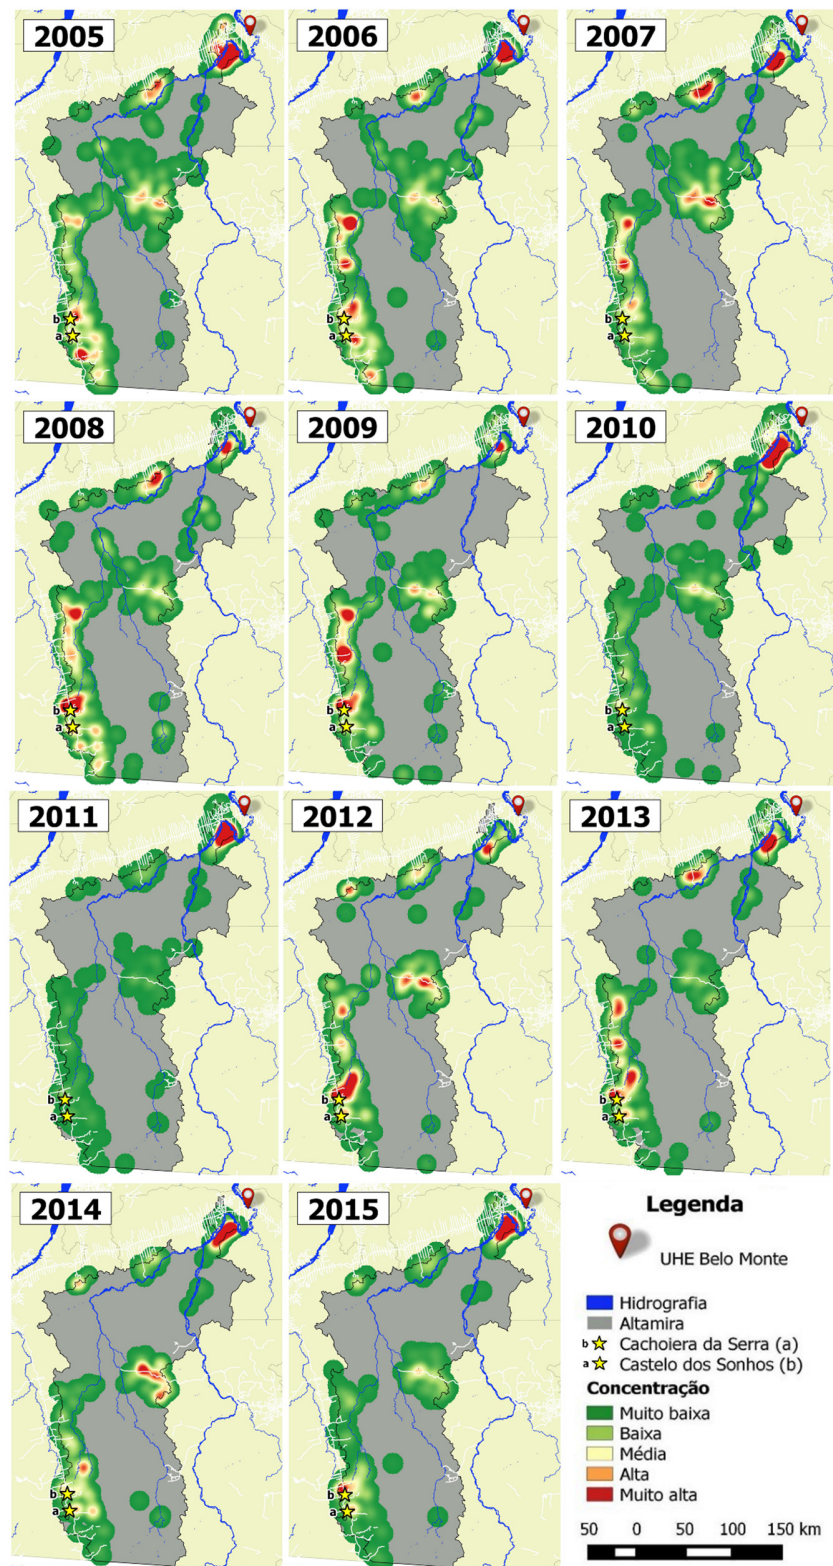 2005
b
a
2006
b
a
2007
b
a
2008
b
a
2009
b
a
2010
b
a
2011
b
a
2012
b
a
2013
b
a
2014
b
a
2015
b
a
Legenda
UHE Belo Monte
Hidrografia
Altamira
b Cachoiera da Serra (a)
a Castelo dos Sonhos (b)
Concentração
Muito baixa
Baixa
Média
Alta
Muito alta
50 0 50 100 150 km